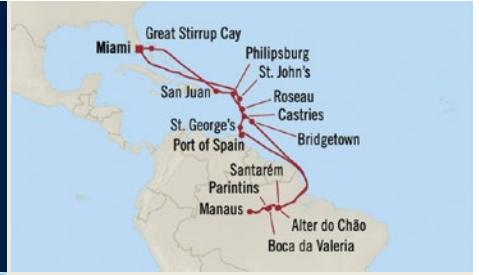 Great Stirrup Cay
Miami
Philipsburg
St. John's
San Juan
Roseau
Castries
St. George's
Bridgetown
Port of Spain
Santarém
Parintins
Manaus
Alter do Chão
Boca da Valeria